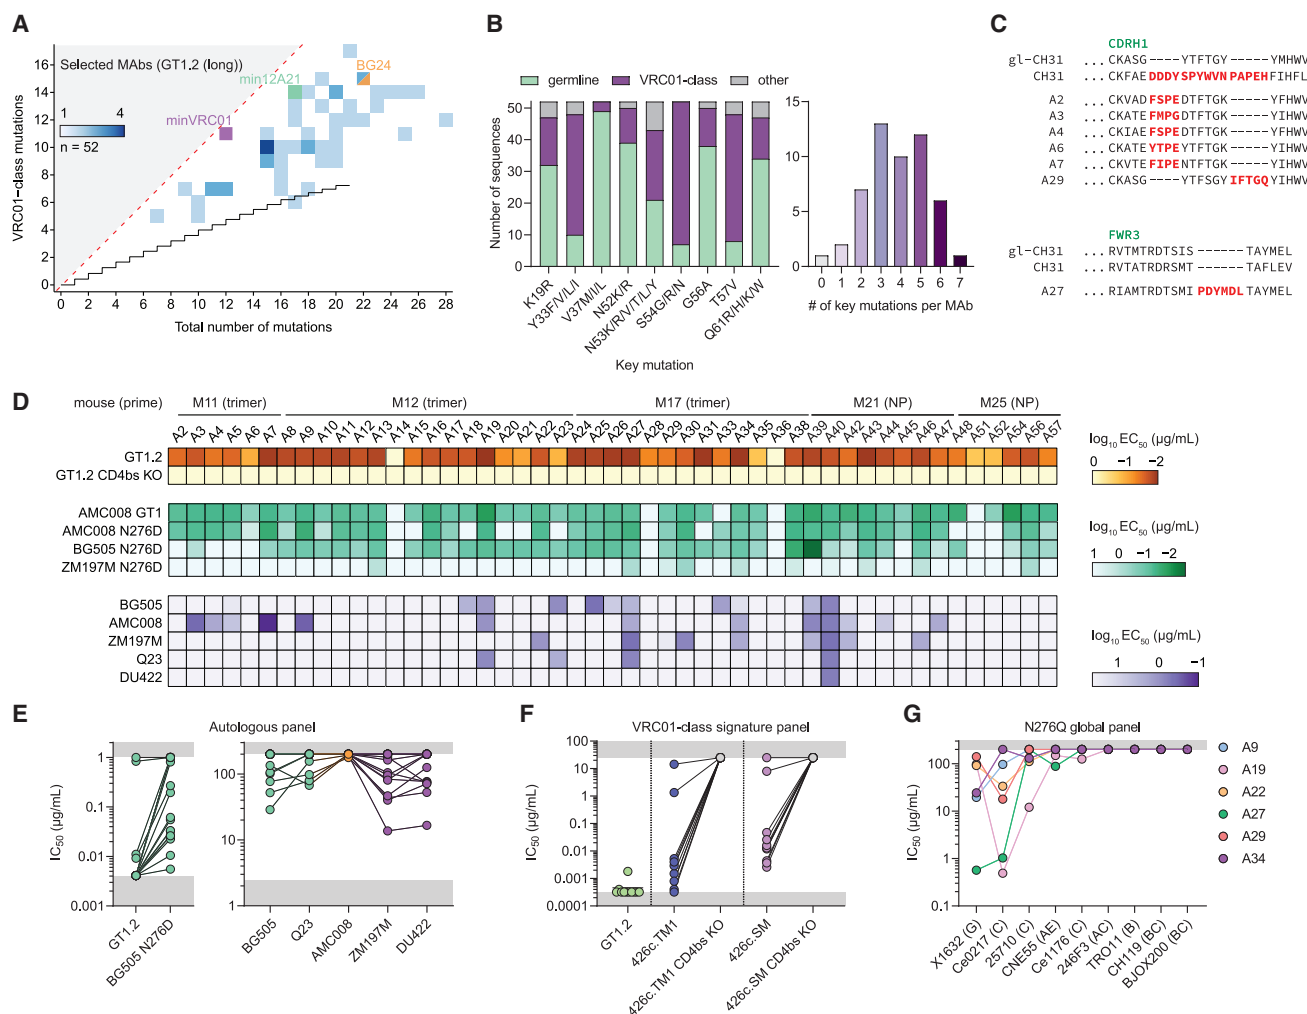 A
Selected MAbs (GT1.2 (long))
min12A21
BG24
minVRC01
1 4
n = 52
VRC01-class mutations
16
14
12
10
8
6
4
2
0
0 2 4 6 8 10 12 14 16 18 20 22 24 26 28
Total number of mutations
B
germline
VRC01-class
other
Number of sequences
50
40
30
20
10
0
K19R
Y33F/V/L/I
V37M/I/L
N52K/R
N53K/R/V/T/L/Y
S54G/R/N
G56A
T57V
Q61R/H/K/W
Key mutation
15
10
5
0
0 1 2 3 4 5 6 7
# of key mutations per MAb
C
CDRH1
gl-CH31 ...CKASG----YTFTGY-----YMHWV
CH31 ...CKFAEDDDYSPYWVNPAPEHFIHFL
A2 ...CKVADFSPEDTFTGK-----YFHWV
A3 ...CKATEFMPGDTFTGK-----YIHWV
A4 ...CKIAEFSPEDTFTGK-----YIHWV
A6 ...CKATEYTPEDTFTGK-----YIHWV
A7 ...CKVTEFIPENTFTGK-----YIHWV
A29 ...CKASG----YTFSGYIFTGQYIHWV
FWR3
gl-CH31 ...RVTMTRDTSIS------TAYMEL
CH31 ...RVTATRDRSMT------TAFLEV
A27 ...RIAMTRDTSMIPDYMDLTAYMEL
D
mouse (prime) M11 (trimer) M12 (trimer) M17 (trimer) M21 (NP) M25 (NP)
A2 A3 A4 A5 A6 A7 A8 A9 A10 A11 A12 A13 A14 A15 A16 A17 A18 A19 A20 A21 A22 A23 A24 A25 A26 A27 A28 A29 A30 A31 A33 A34 A35 A36 A38 A39 A40 A42 A43 A44 A45 A46 A47 A48 A51 A52 A54 A56 A57
GT1.2
GT1.2 CD4bs KO
log10 EC50 (µg/mL)
0 −1 −2
AMC008 GT1
AMC008 N276D
BG505 N276D
ZM197M N276D
log10 EC50 (µg/mL)
1 0 −1 −2
BG505
AMC008
ZM197M
Q23
DU422
log10 EC50 (µg/mL)
1 0 −1
E
Autologous panel
IC50 (µg/mL)
1
0.1
0.01
0.001
GT1.2
BG505 N276D
100
10
1
BG505
Q23
AMC008
ZM197M
DU422
F
VRC01-class signature panel
IC50 (µg/mL)
100
10
1
0.1
0.01
0.001
0.0001
GT1.2
426c.TM1
426c.TM1 CD4bs KO
426c.SM
426c.SM CD4bs KO
G
N276Q global panel
IC50 (µg/mL)
100
10
1
0.1
X1632 (G)
Ce0217 (C)
25710 (C)
CNE55 (AE)
Ce1176 (C)
246F3 (AC)
TRO11 (B)
CH119 (BC)
BJOX200 (BC)
A9
A19
A22
A27
A29
A34